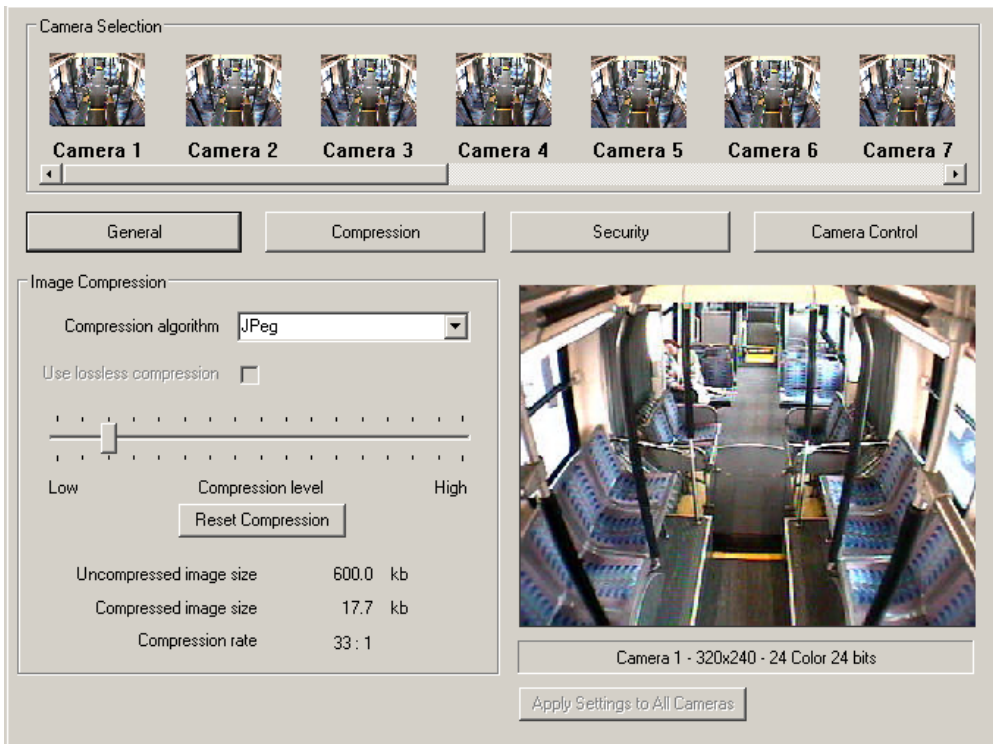 Camera Selection
Camera 1 Camera 2 Camera 3 Camera 4 Camera 5 Camera 6 Camera 7
General Compression Security Camera Control
Image Compression
Compression algorithm JPeg
Use lossless compression
Low Compression level High
Reset Compression
Uncompressed image size 600.0 kb
Compressed image size 17.7 kb
Compression rate 33 : 1
Camera 1 - 320x240 - 24 Color 24 bits
Apply Settings to All Cameras